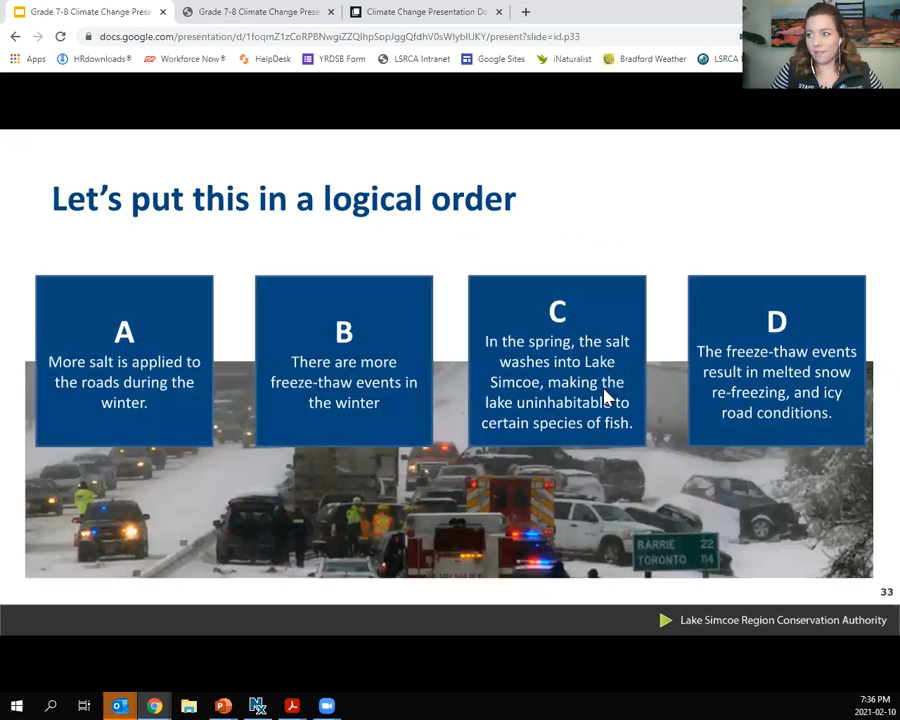 Grade 7-8 Climate Change Prese
Grade 7-8 Climate Change Prese
Climate Change Presentation Do
docs.google.com/presentation/d/1foqmZ1zCoRPBNwgiZZQlhpSopJggQfdhV0sWlyblUKY/present?slide=id.p33
Apps
HRdownloads®
Workforce Now®
HelpDesk
YRDSB Form
LSRCA Intranet
Google Sites
iNaturalist
Bradford Weather
LSRCA
Let's put this in a logical order
A
More salt is applied to
the roads during the
winter.
B
There are more
freeze-thaw events in
the winter
C
In the spring, the salt
washes into Lake
Simcoe, making the
lake uninhabitable to
certain species of fish.
D
The freeze-thaw events
result in melted snow
re-freezing, and icy
road conditions.
BARRIE 22
TORONTO 114
33
Lake Simcoe Region Conservation Authority
7:36 PM
2021-02-10